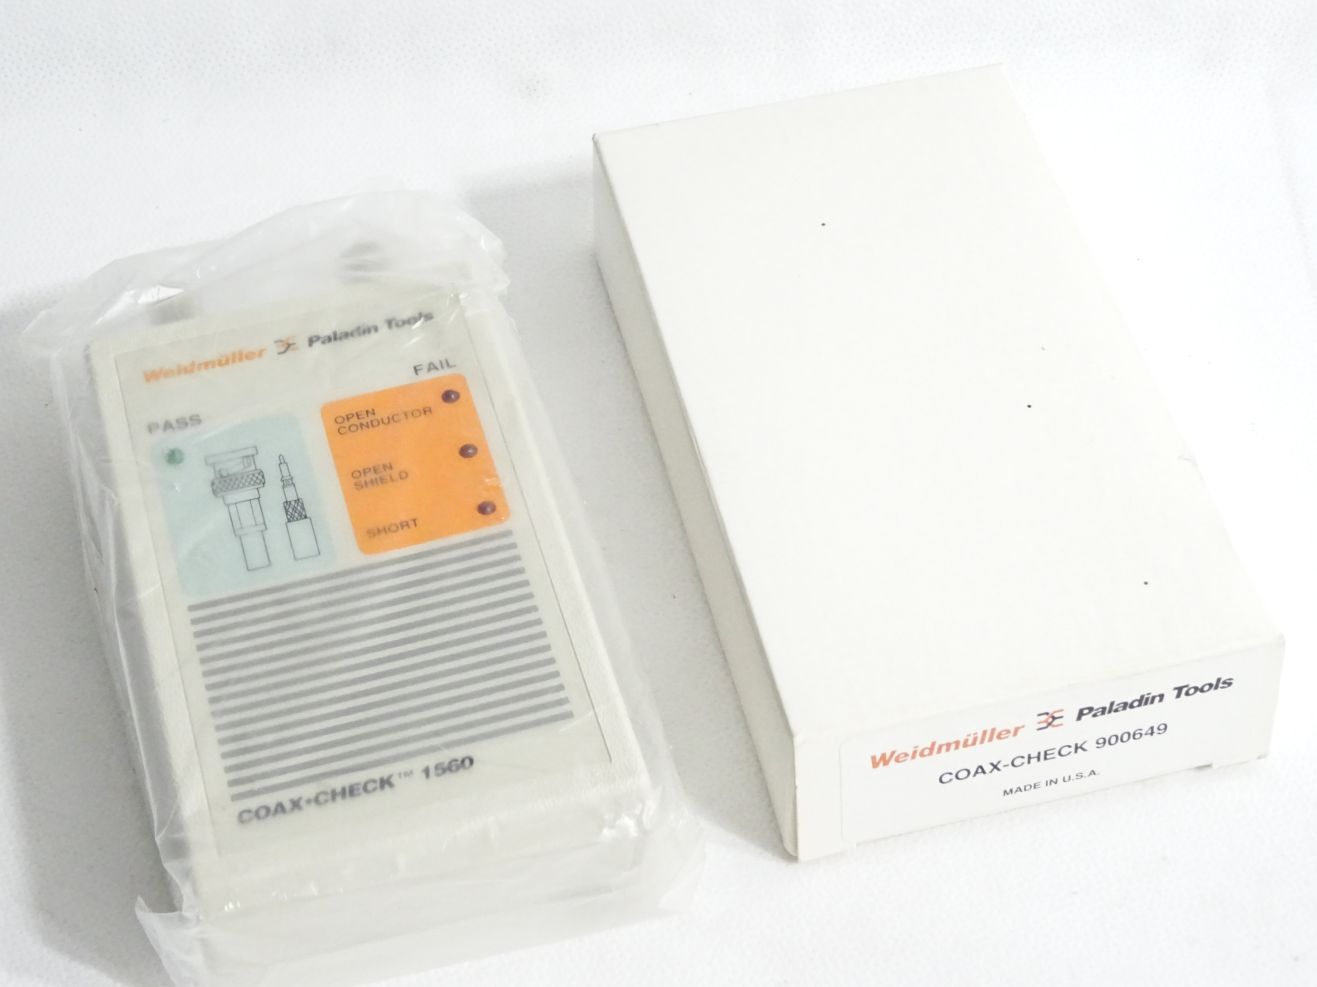 Weidmüller Paladin Tools
PASS
FAIL
OPEN
CONDUCTOR
OPEN
SHIELD
SHORT
COAX•CHECK™ 1560
Weidmüller Paladin Tools
COAX-CHECK 900649
MADE IN U.S.A.